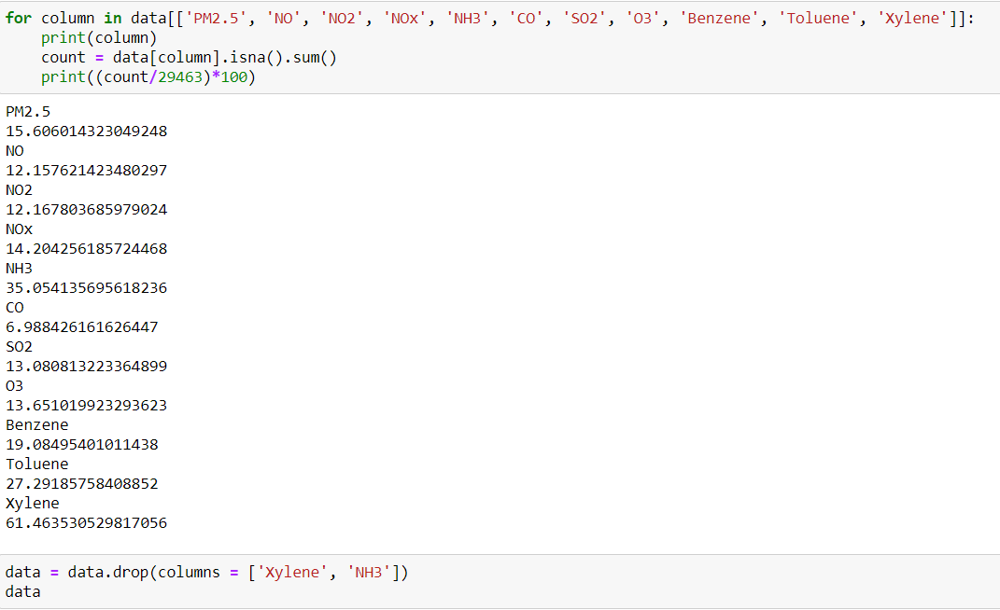 for column in data[['PM2.5', 'NO', 'NO2', 'NOx', 'NH3', 'CO', 'SO2', 'O3', 'Benzene', 'Toluene', 'Xylene']]:
    print(column)
    count = data[column].isna().sum()
    print((count/29463)*100)
PM2.5
15.606014323049248
NO
12.157621423480297
NO2
12.167803685979024
NOx
14.204256185724468
NH3
35.054135695618236
CO
6.988426161626447
SO2
13.080813223364899
O3
13.651019923293623
Benzene
19.08495401011438
Toluene
27.29185758408852
Xylene
61.463530529817056
data = data.drop(columns = ['Xylene', 'NH3'])
data